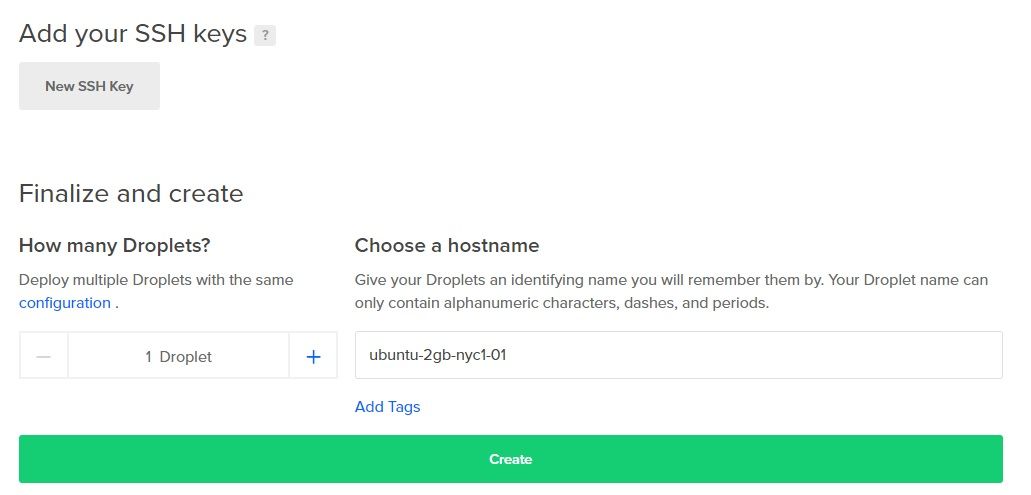 Add your SSH keys ?
New SSH Key
Finalize and create
How many Droplets?
Deploy multiple Droplets with the same
configuration .
1 Droplet
Choose a hostname
Give your Droplets an identifying name you will remember them by. Your Droplet name can
only contain alphanumeric characters, dashes, and periods.
ubuntu-2gb-nyc1-01
Add Tags
Create